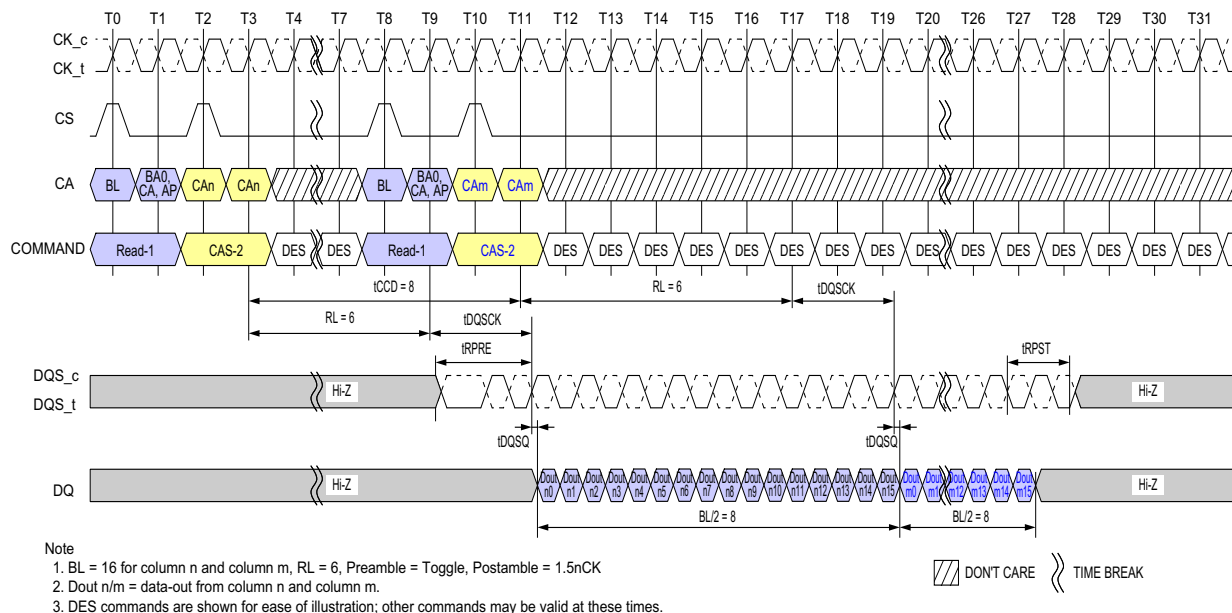 T0 T1 T2 T3 T4 T7 T8 T9 T10 T11 T12 T13 T14 T15 T16 T17 T18 T19 T20 T26 T27 T28 T29 T30 T31
CK_c
CK_t
CS
CA BL BA0, CA, AP CAn CAn BL BA0, CA, AP CAm CAm
COMMAND Read-1 CAS-2 DES DES Read-1 CAS-2 DES DES DES DES DES DES DES DES DES DES DES DES DES DES DES
tCCD = 8 RL = 6 tDQSCK
RL = 6 tDQSCK
tRPRE tRPST
DQS_c
DQS_t
Hi-Z Hi-Z
tDQSQ tDQSQ
DQ Hi-Z Dout n0 Dout n1 Dout n2 Dout n3 Dout n4 Dout n5 Dout n6 Dout n7 Dout n8 Dout n9 Dout n10 Dout n11 Dout n12 Dout n13 Dout n14 Dout n15 Dout m0 Dout m1 Dout m12 Dout m13 Dout m14 Dout m15 Hi-Z
BL/2 = 8 BL/2 = 8
Note
1. BL = 16 for column n and column m, RL = 6, Preamble = Toggle, Postamble = 1.5nCK
2. Dout n/m = data-out from column n and column m.
3. DES commands are shown for ease of illustration; other commands may be valid at these times.
DON'T CARE TIME BREAK